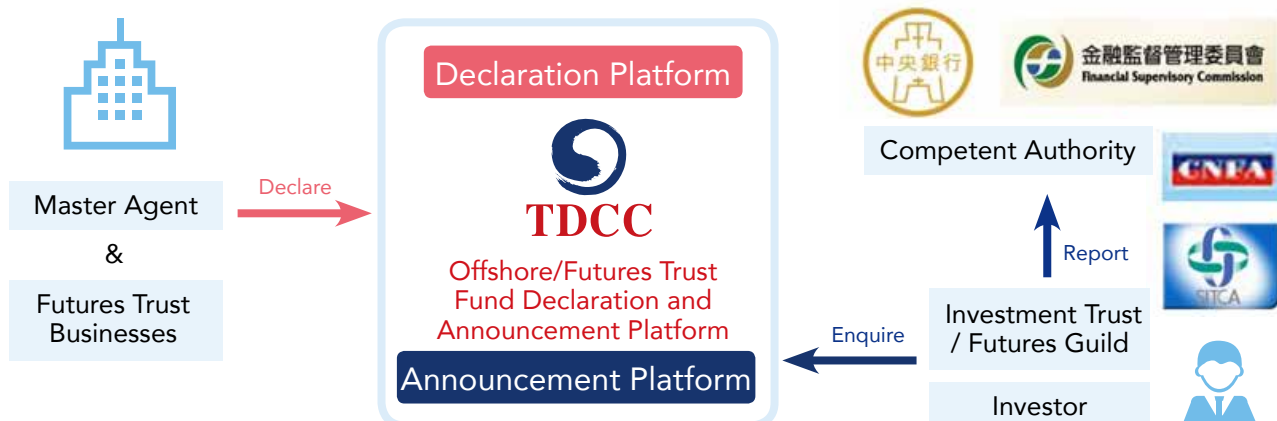 Declaration Platform
中央銀行
金融監督管理委員會
Financial Supervisory Commission
Competent Authority
CNFA
Declare
Master Agent
&
Futures Trust
Businesses
TDCC
Offshore/Futures Trust
Fund Declaration and
Announcement Platform
Announcement Platform
Report
SITCA
Enquire
Investment Trust
/ Futures Guild
Investor